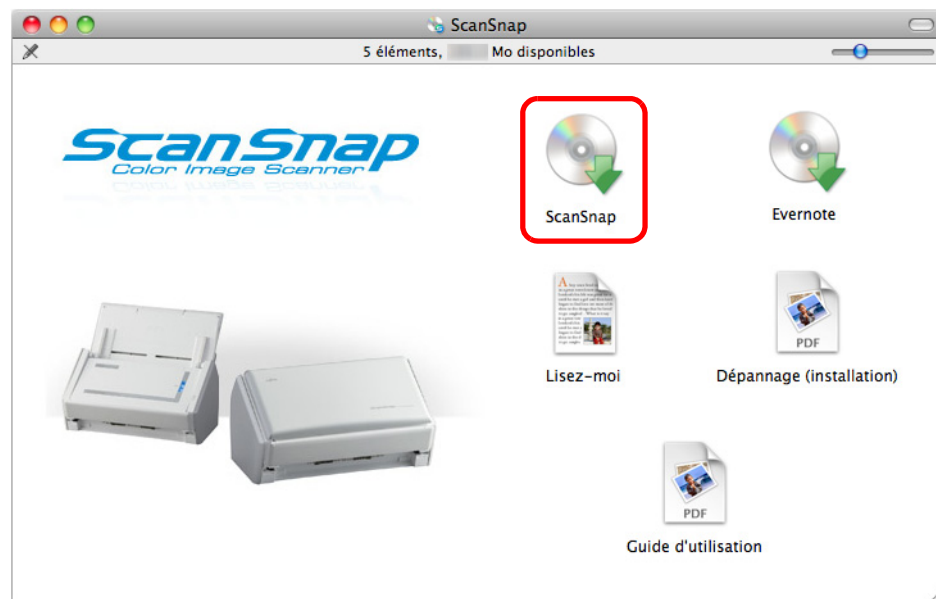 ScanSnap
5 éléments, Mo disponibles
ScanSnap
Color Image Scanner
ScanSnap
Evernote
Lisez-moi
PDF
Dépannage (installation)
PDF
Guide d'utilisation